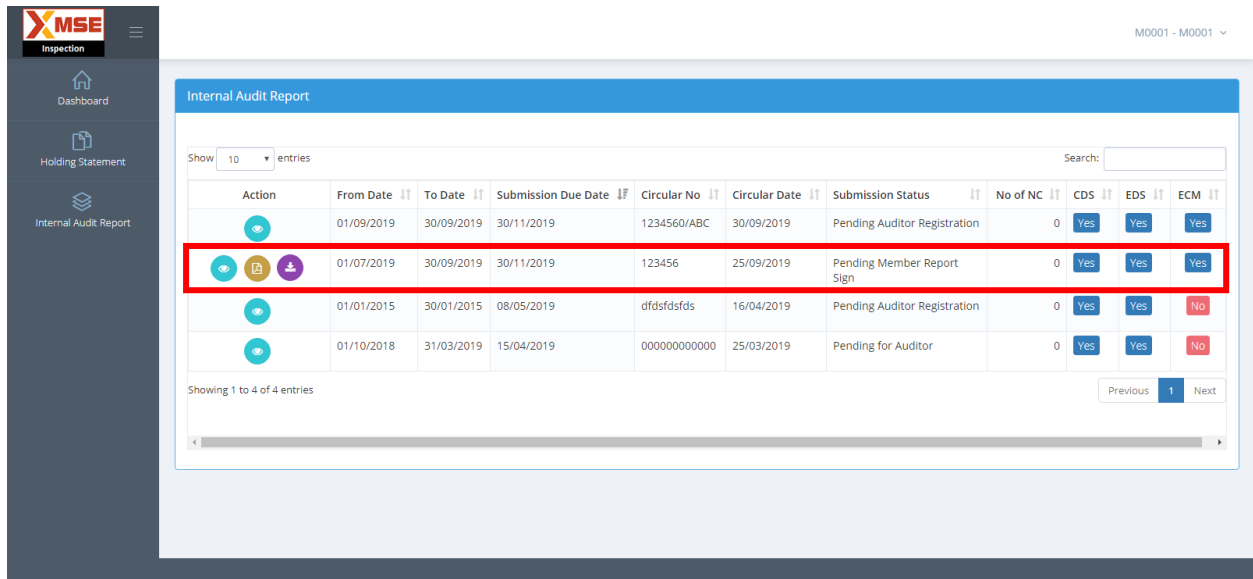 MSE
Inspection
M0001 - M0001
Dashboard
Holding Statement
Internal Audit Report
Internal Audit Report
Show 10 entries
Search:
Action From Date To Date Submission Due Date Circular No Circular Date Submission Status No of NC CDS EDS ECM
01/09/2019 30/09/2019 30/11/2019 1234560/ABC 30/09/2019 Pending Auditor Registration 0 Yes Yes Yes
01/07/2019 30/09/2019 30/11/2019 123456 25/09/2019 Pending Member Report 0 Yes Yes Yes
Sign
01/01/2015 30/01/2015 08/05/2019 dfdsfdsfds 16/04/2019 Pending Auditor Registration 0 Yes Yes No
01/10/2018 31/03/2019 15/04/2019 000000000000 25/03/2019 Pending for Auditor 0 Yes Yes No
Showing 1 to 4 of 4 entries
Previous 1 Next